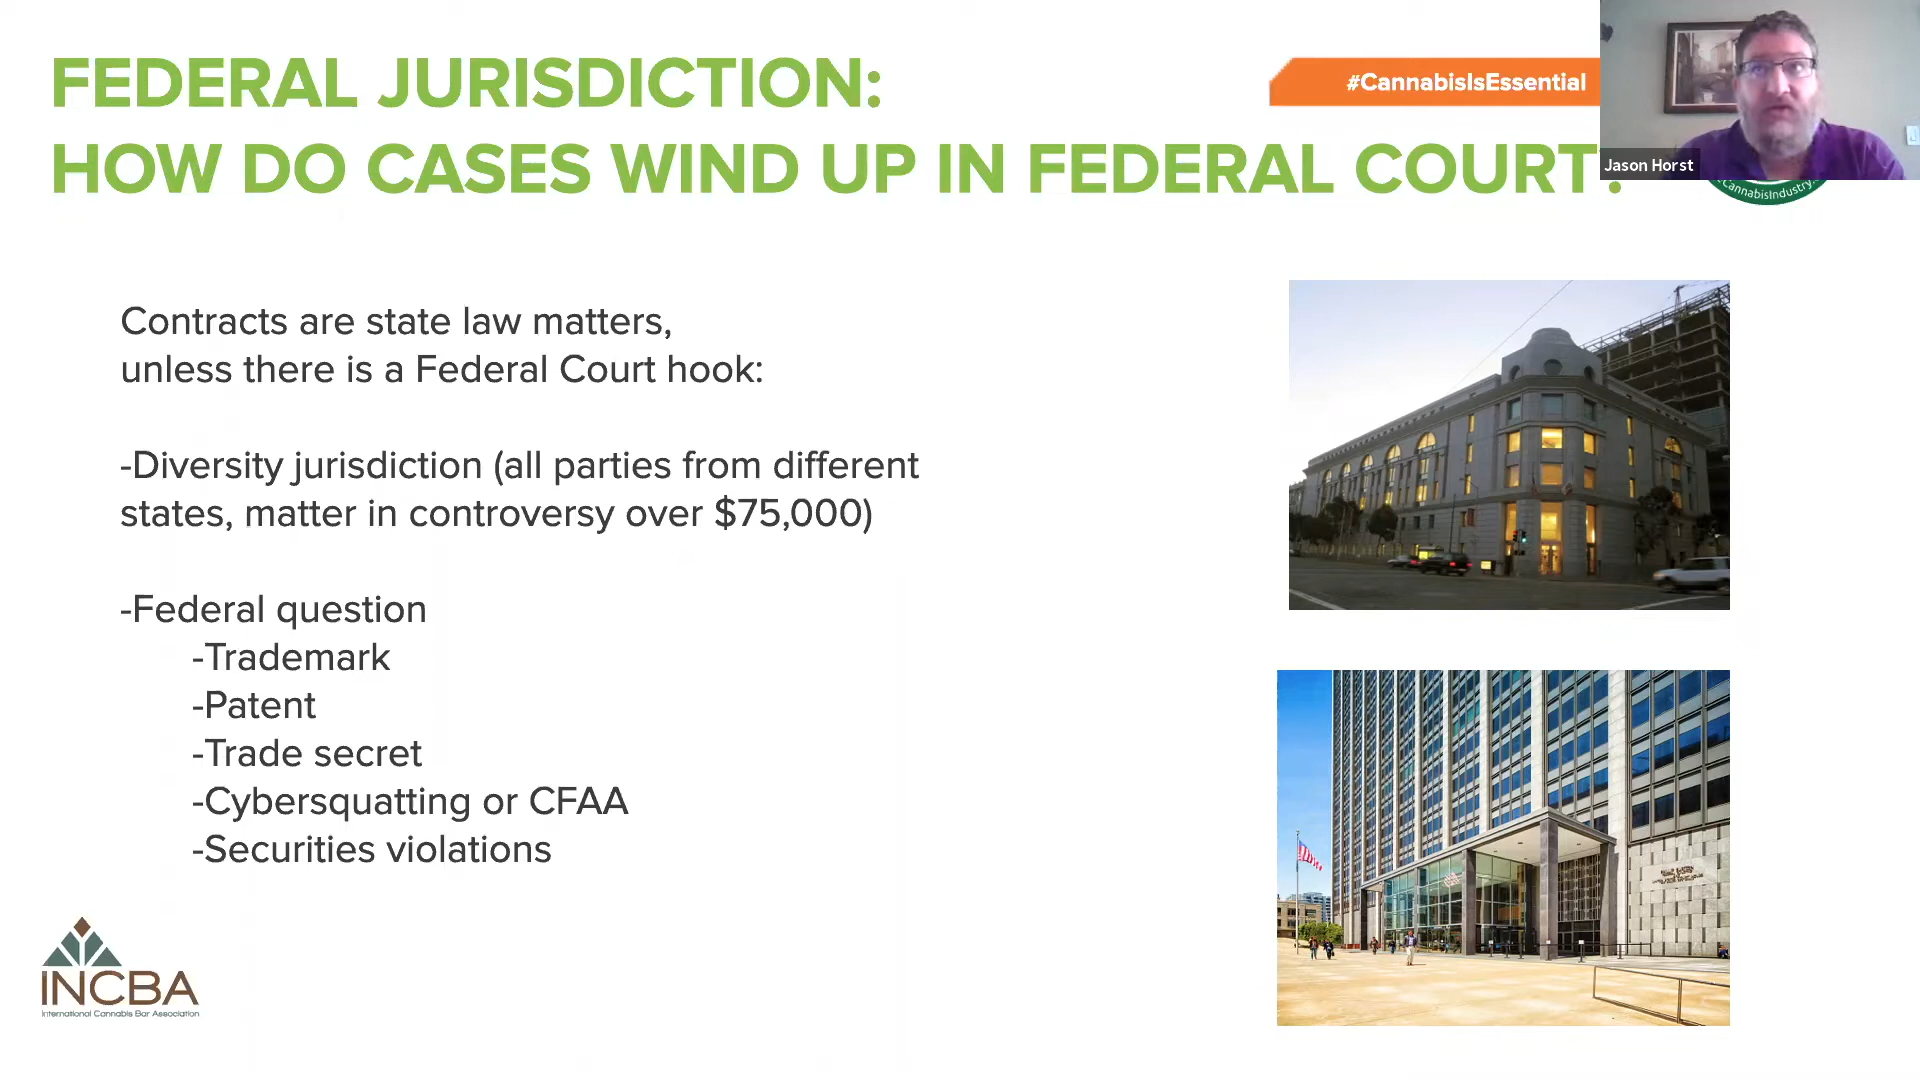 FEDERAL JURISDICTION:
#CannabisIsEssential
HOW DO CASES WIND UP IN FEDERAL COURT?
Jason Horst
CannabisIndustry
Contracts are state law matters,
unless there is a Federal Court hook:
-Diversity jurisdiction (all parties from different
states, matter in controversy over $75,000)
-Federal question
-Trademark
-Patent
-Trade secret
-Cybersquatting or CFAA
-Securities violations
INCBA
International Cannabis Bar Association